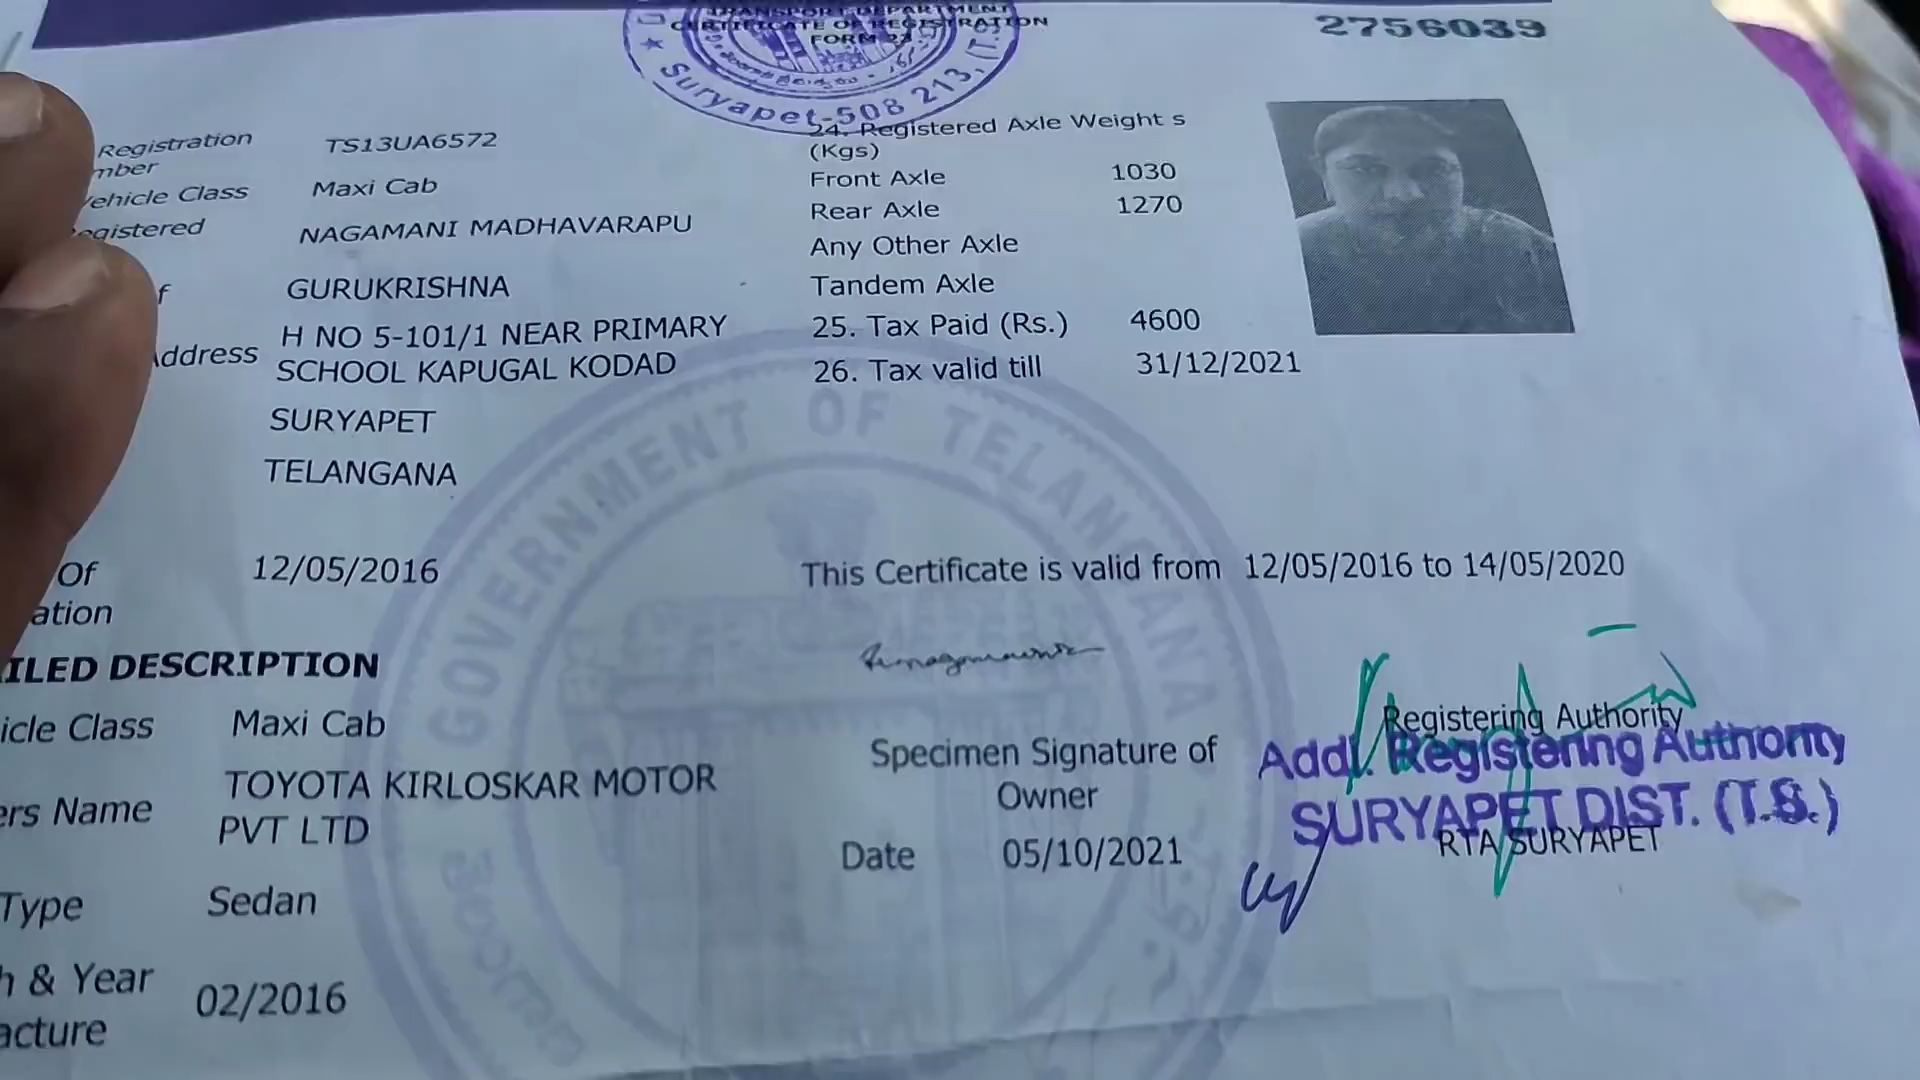 TRANSPORT DEPARTMENT
CERTIFICATE OF REGISTRATION
FORM 23
2756039
Suryapet-508 213, (T.S
Registration
mber
TS13UA6572
ehicle Class
Maxi Cab
egistered
NAGAMANI MADHAVARAPU
f
GURUKRISHNA
Address
H NO 5-101/1 NEAR PRIMARY
SCHOOL KAPUGAL KODAD
SURYAPET
TELANGANA
24. Registered Axle Weight s
(Kgs)
Front Axle 1030
Rear Axle 1270
Any Other Axle
Tandem Axle
25. Tax Paid (Rs.) 4600
26. Tax valid till 31/12/2021
GOVERNMENT OF TELANGANA
Of
ation
12/05/2016
This Certificate is valid from 12/05/2016 to 14/05/2020
ILED DESCRIPTION
icle Class Maxi Cab
ers Name
TOYOTA KIRLOSKAR MOTOR
PVT LTD
Type Sedan
h & Year
acture
02/2016
Specimen Signature of
Owner
Date 05/10/2021
Registering Authority
Addl. Registering Authority
SURYAPET DIST. (T.S.)
RTA SURYAPET